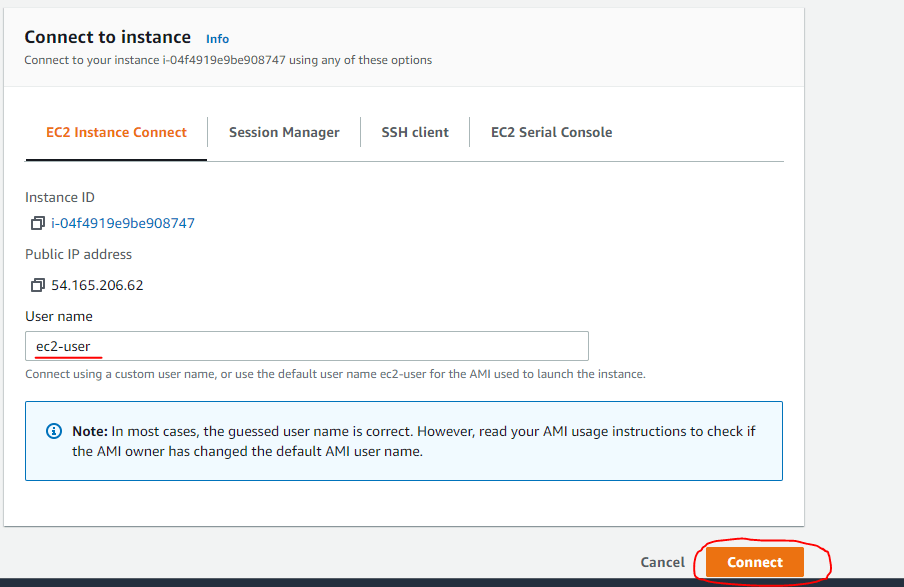 Connect to instance Info
Connect to your instance i-04f4919e9be908747 using any of these options
EC2 Instance Connect Session Manager SSH client EC2 Serial Console
Instance ID
i-04f4919e9be908747
Public IP address
54.165.206.62
User name
ec2-user
Connect using a custom user name, or use the default user name ec2-user for the AMI used to launch the instance.
Note: In most cases, the guessed user name is correct. However, read your AMI usage instructions to check if
the AMI owner has changed the default AMI user name.
Cancel Connect